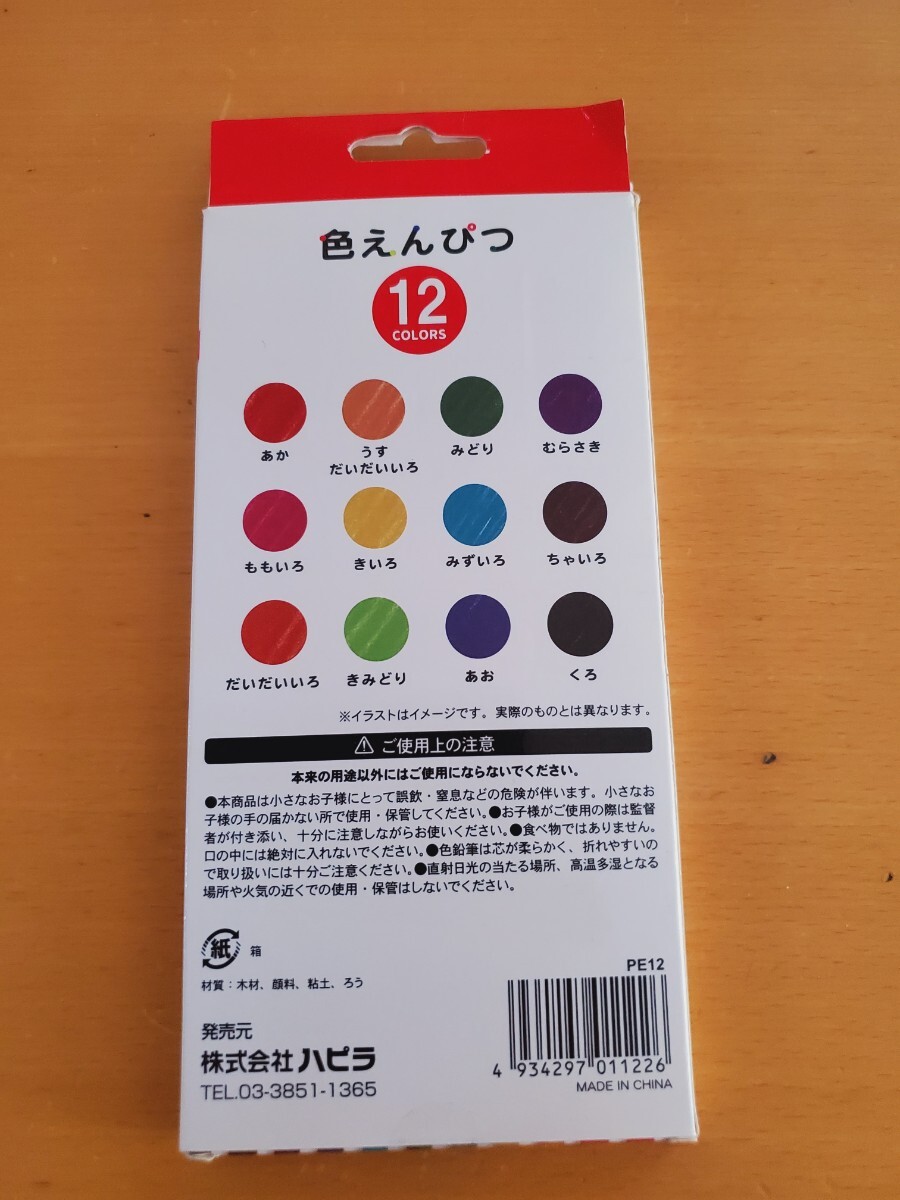 色えんぴつ
12
COLORS
あか
うす
だいだいいろ
みどり
むらさき
ももいろ
きいろ
みずいろ
ちゃいろ
だいだいいろ
きみどり
あお
くろ
※イラストはイメージです。実際のものとは異なります。
ご使用上の注意
本来の用途以外にはご使用にならないでください。
●本商品は小さなお子様にとって誤飲・窒息などの危険が伴います。小さなお
子様の手の届かない所で使用・保管してください。●お子様がご使用の際は監督
者が付き添い、十分に注意しながらお使いください。●食べ物ではありません。
口の中には絶対に入れないでください。●色鉛筆は芯が柔らかく、折れやすいの
で取り扱いには十分ご注意ください。●直射日光の当たる場所、高温多湿となる
場所や火気の近くでの使用・保管はしないでください。
紙 箱
材質：木材、顔料、粘土、ろう
PE12
発売元
株式会社 ハピラ
TEL.03-3851-1365
4 934297 011226
MADE IN CHINA